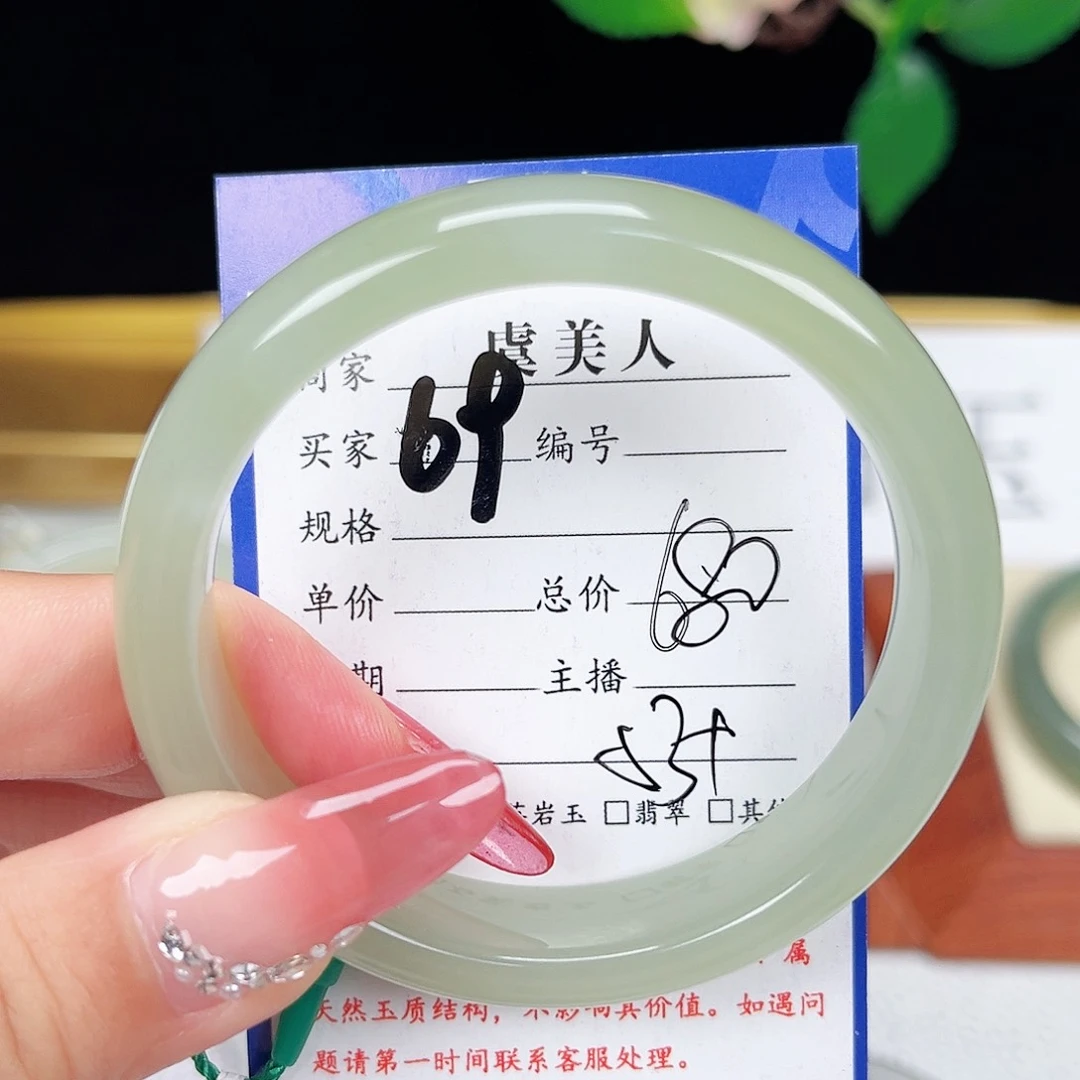 虞美人
商家
买家 69 编号
规格
单价 总价 680
期 主播
岩玉 □翡翠 □其他
属
天然玉质结构，不影响其价值。如遇问
题请第一时间联系客服处理。